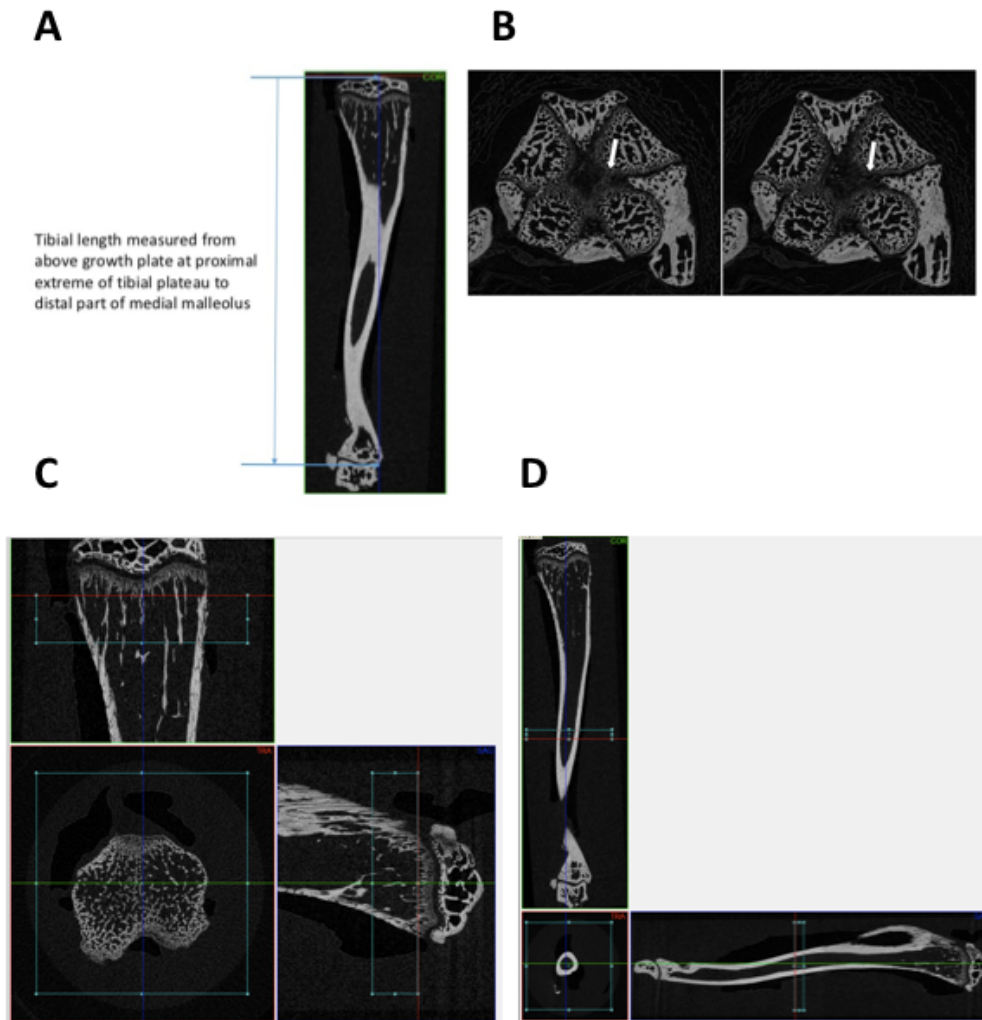 A
B
COR
Tibial length measured from
above growth plate at proximal
extreme of tibial plateau to
distal part of medial malleolus
C
D
COR
TRA
TRA